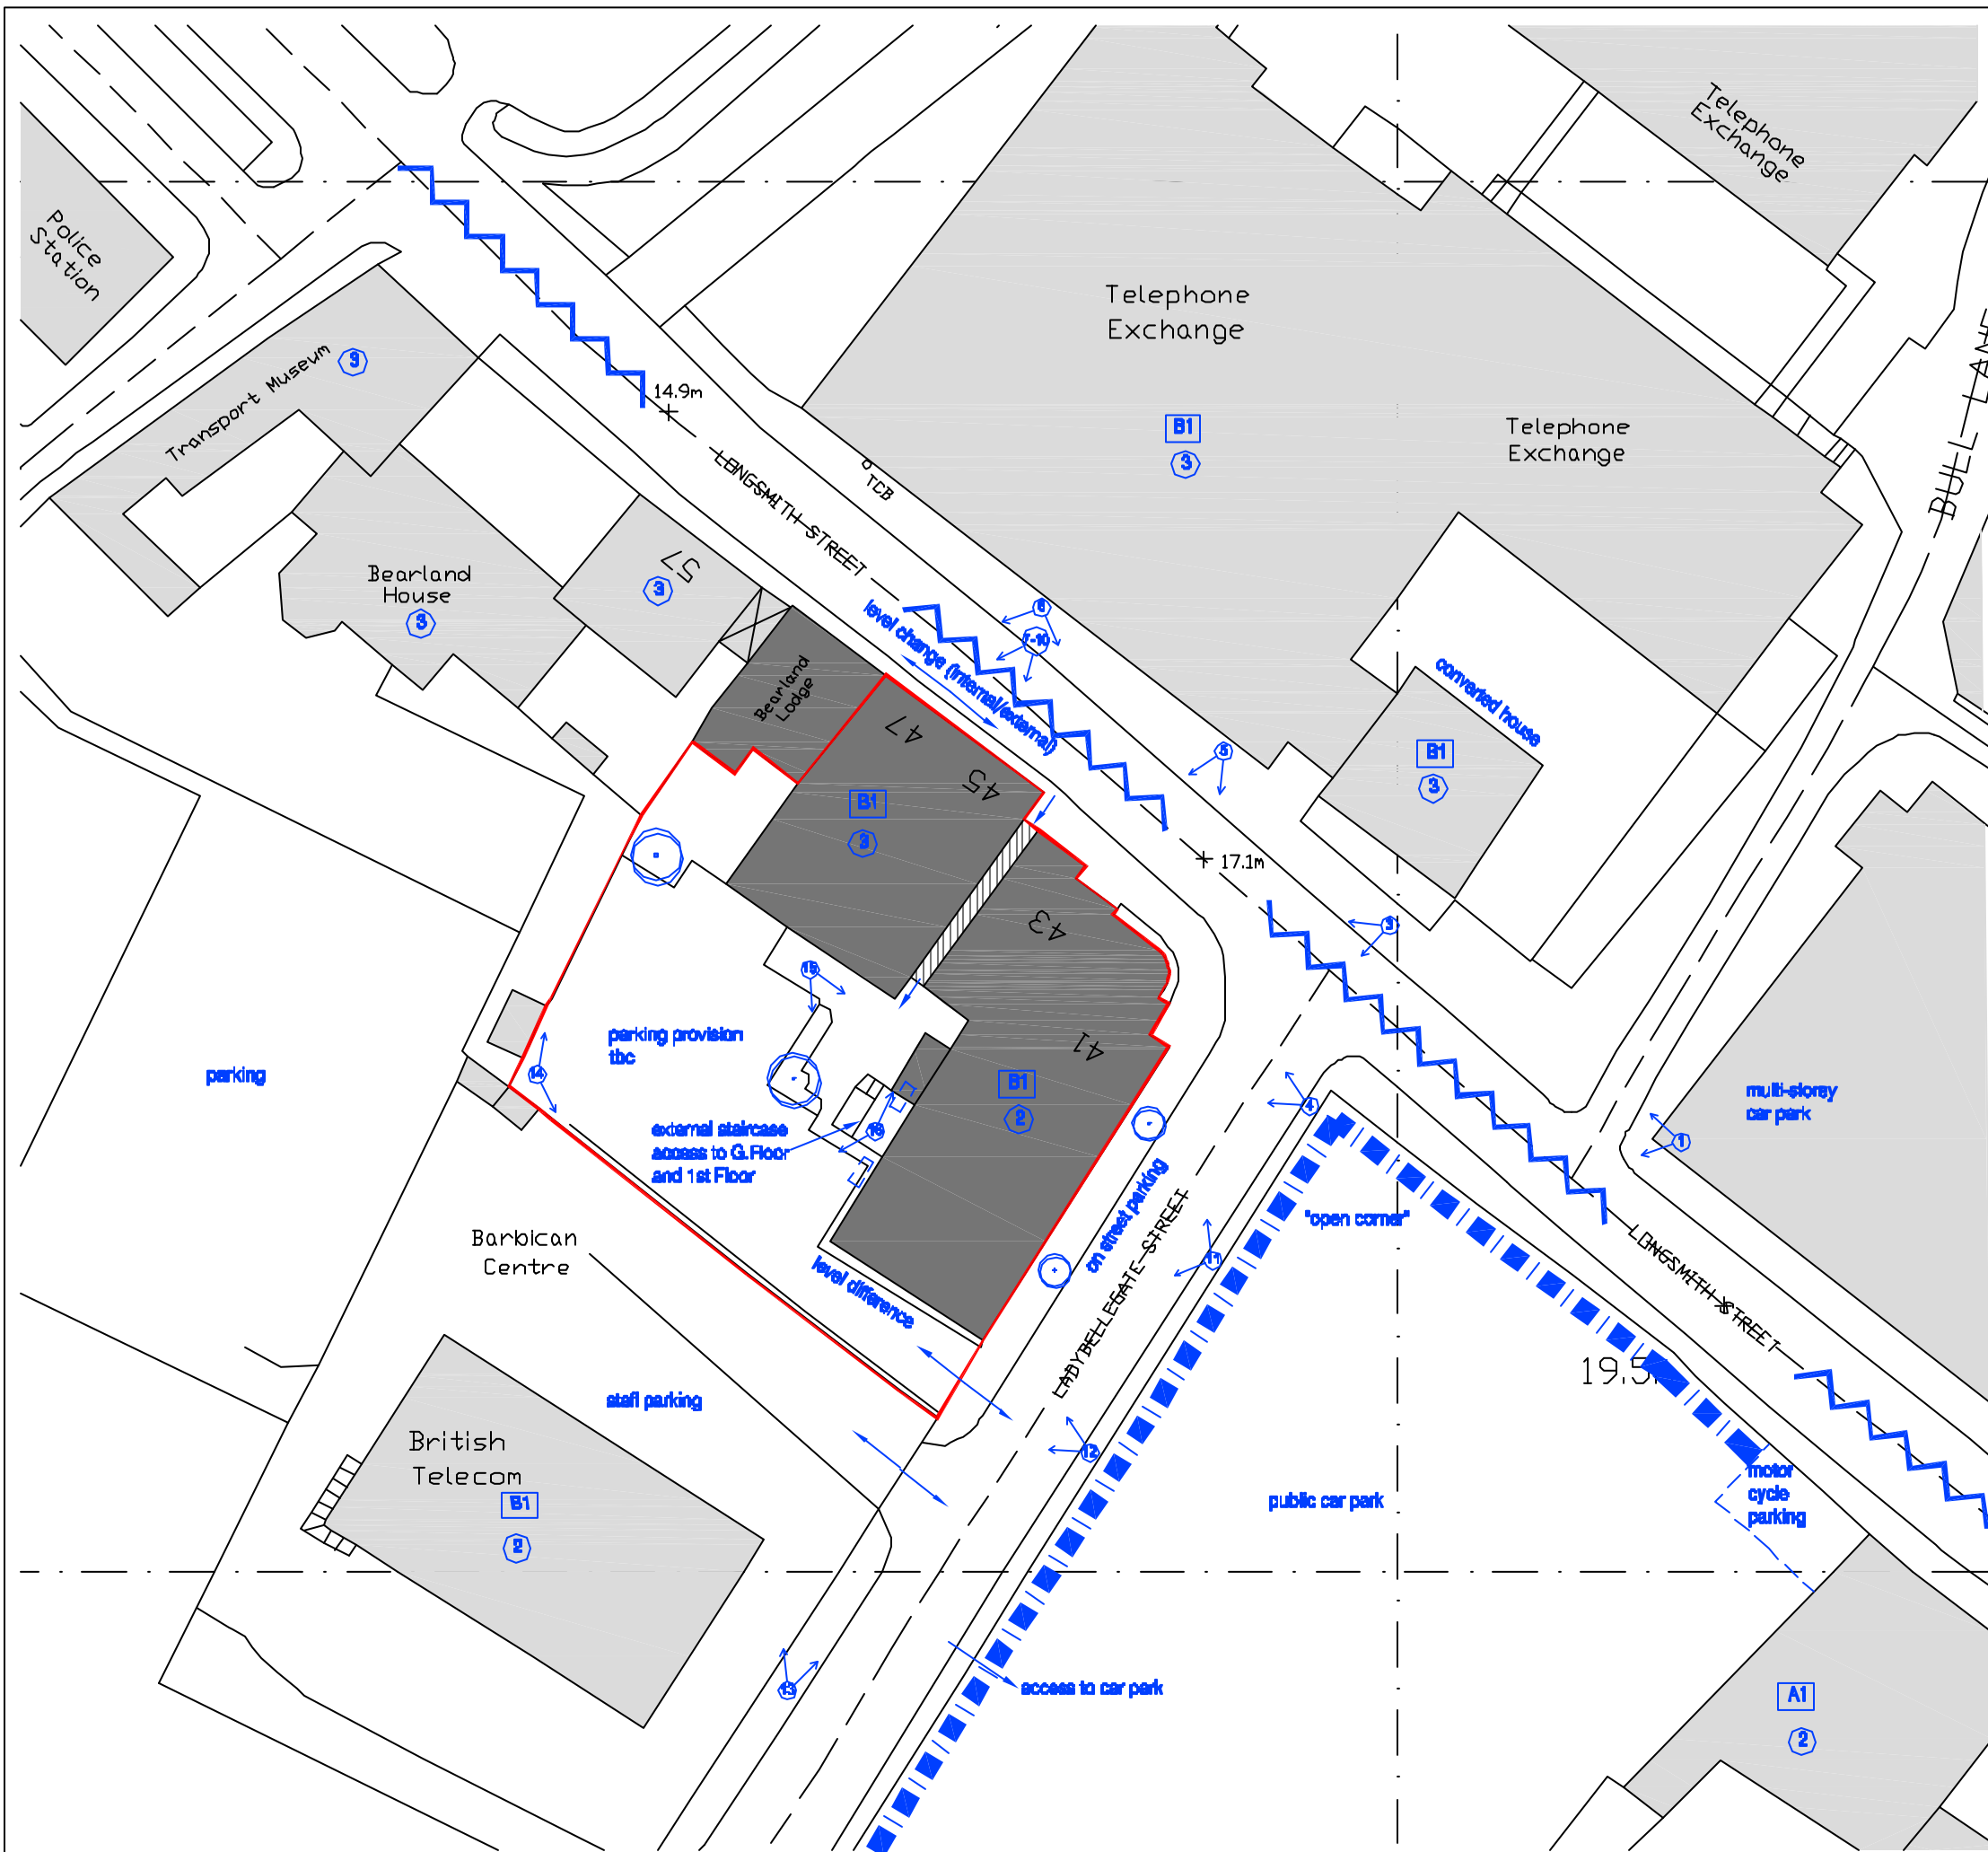 Telephone
Exchange
Police
Station
Telephone
Exchange
BULL LANE
Transport Museum
3
14.9m
B1
3
Telephone
Exchange
LONGSMITH STREET
TCB
57
3
Bearland
House
3
6
7-10
level change (internal/external)
converted house
Bearland
Lodge
47
45
5
B1
3
B1
3
17.1m
43
3
15
parking provision
tbc
41
parking
14
B1
2
multi-storey
car park
4
1
external staircase
access to G.Floor
and 1st Floor
16
on street parking
"open corner"
11
LADYBELLEGATE STREET
Barbican
Centre
level difference
LONGSMITH STREET
19.5
staff parking
British
Telecom
12
B1
2
public car park
motor
cycle
parking
13
access to car park
A1
2